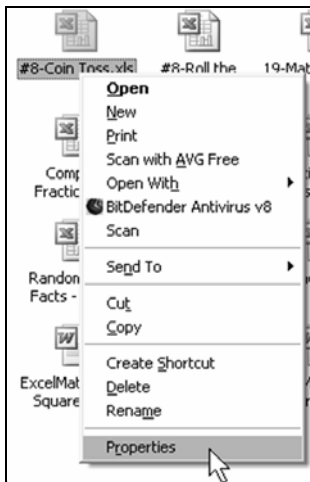 #8-Coin Toss.xls #8-Roll the 19-Mat
Open
New
Print
Scan with AVG Free
Open With
BitDefender Antivirus v8
Scan
Send To
Cut
Copy
Create Shortcut
Delete
Rename
Properties
Comp
Fractic
Random
Facts -
ExcelMat
Square